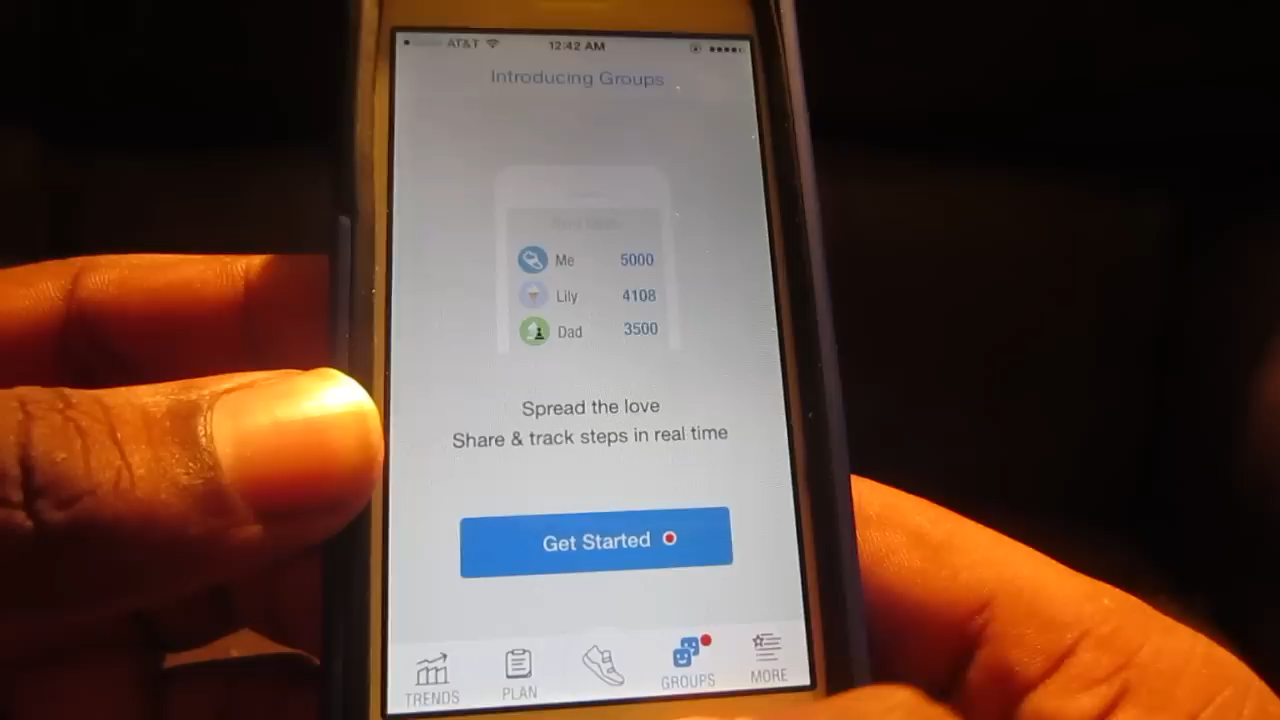 AT&T 12:42 AM
Introducing Groups
Me 5000
Lily 4108
Dad 3500
Spread the love
Share & track steps in real time
Get Started
TRENDS PLAN GROUPS MORE